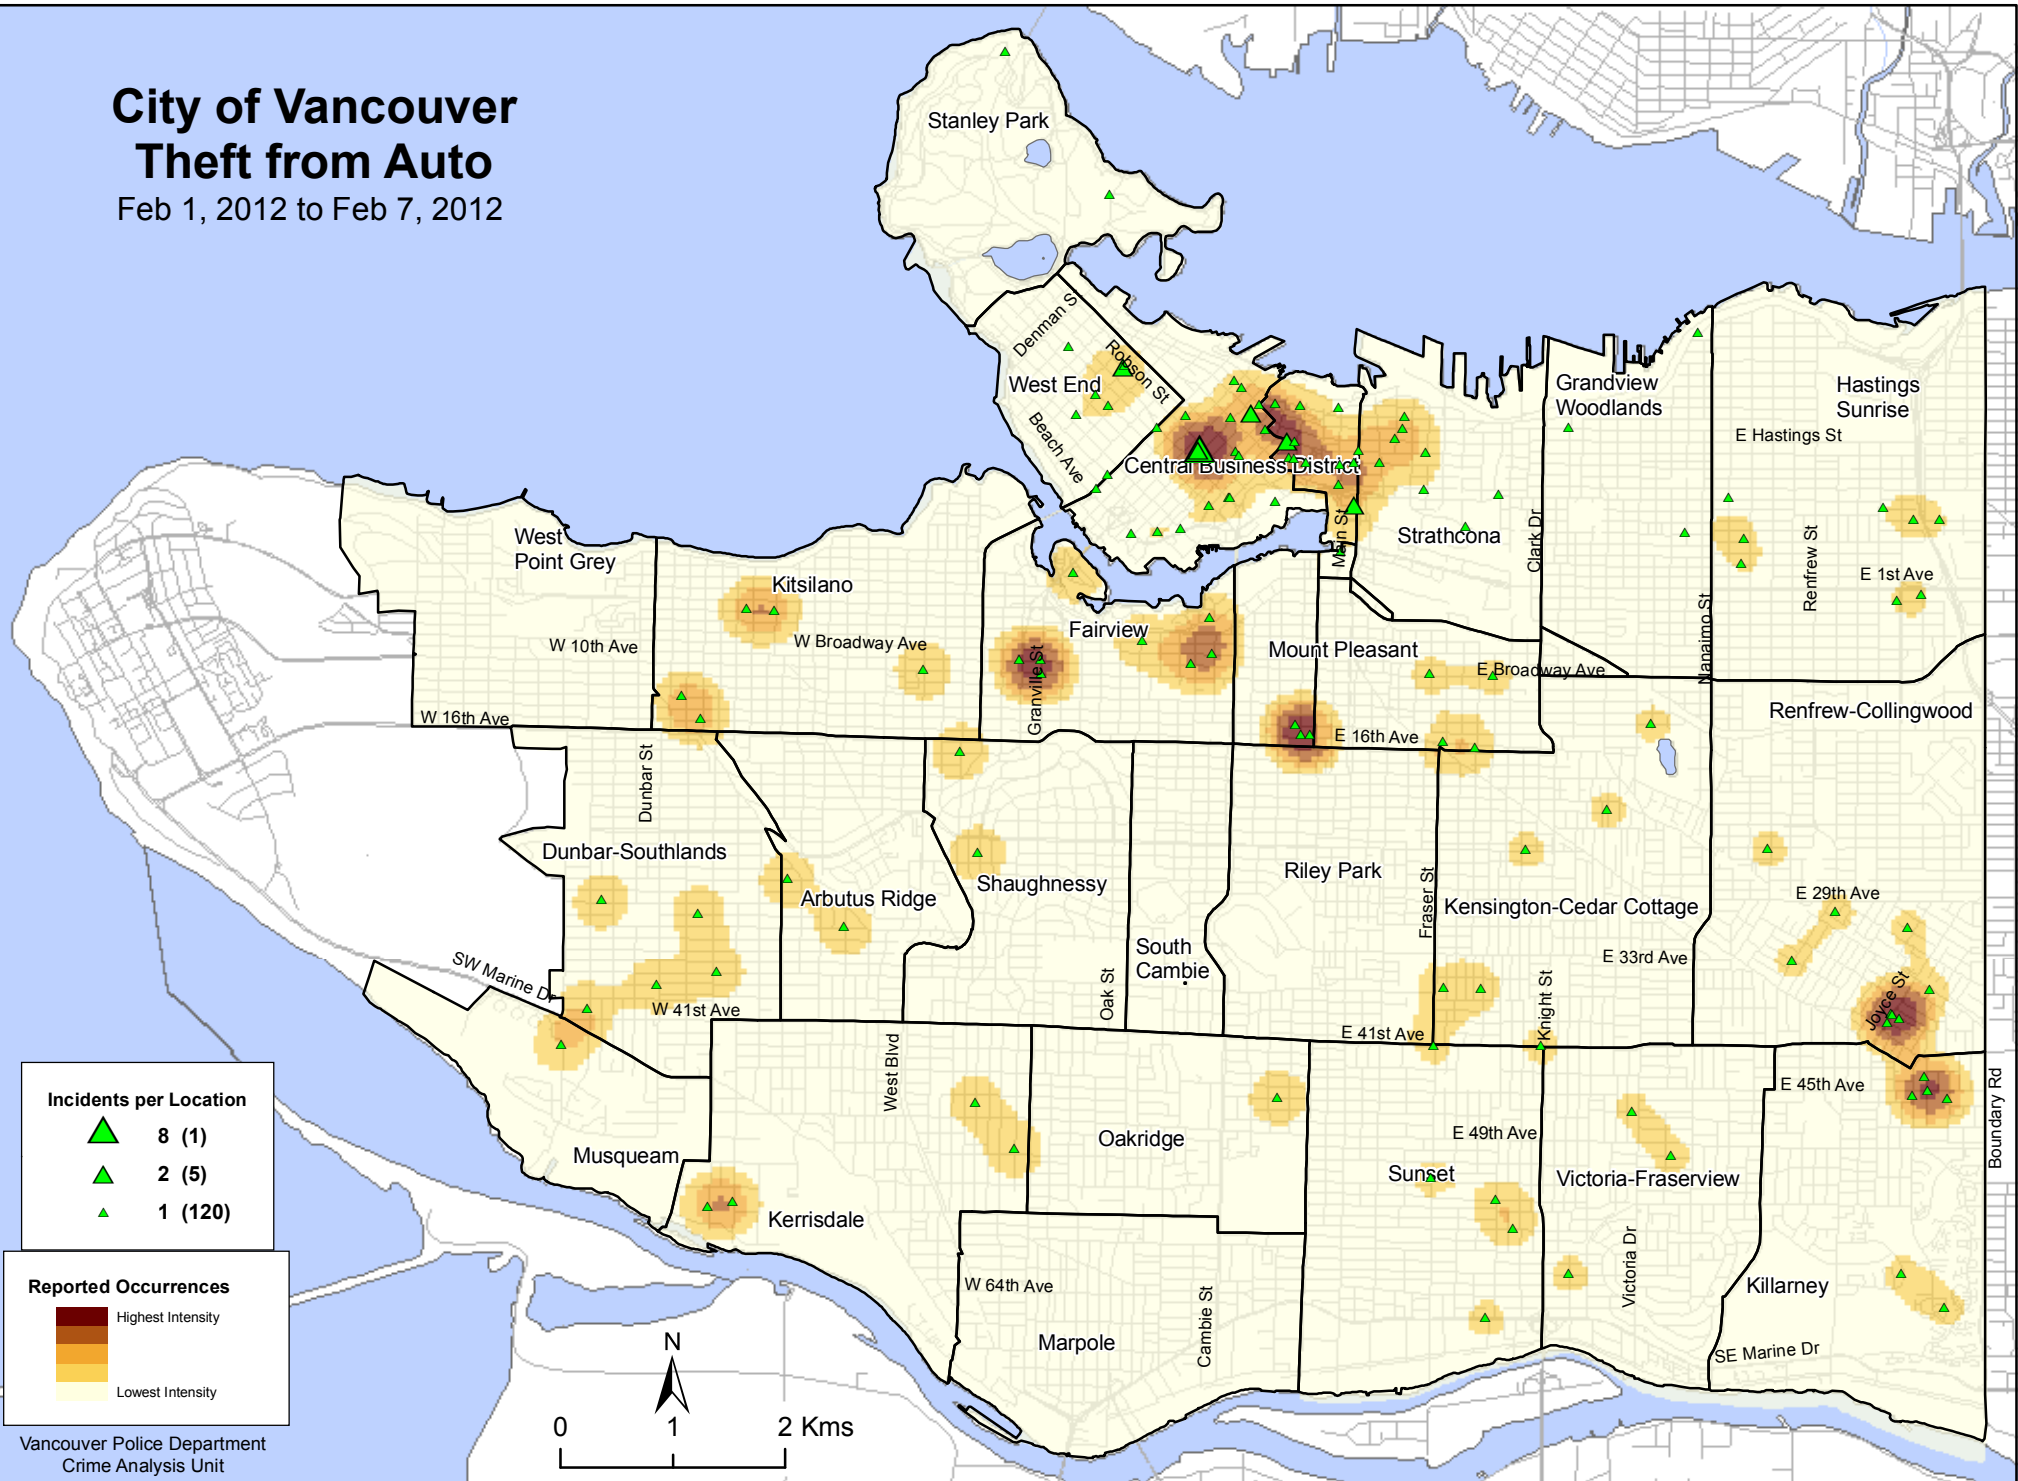 City of Vancouver
Theft from Auto
Feb 1, 2012 to Feb 7, 2012
Stanley Park
Denman S
Robson St
West End
Beach Ave
Central Business District
Grandview
Woodlands
Hastings
Sunrise
E Hastings St
West
Point Grey
Kitsilano
Main St
Strathcona
Clark Dr
Renfrew St
E 1st Ave
W 10th Ave
W Broadway Ave
Fairview
Granville St
Mount Pleasant
E Broadway Ave
Nanaimo St
W 16th Ave
E 16th Ave
Renfrew-Collingwood
Dunbar St
Dunbar-Southlands
Arbutus Ridge
Shaughnessy
Riley Park
Fraser St
Kensington-Cedar Cottage
E 29th Ave
South
Cambie
SW Marine Dr
W 41st Ave
Oak St
E 33rd Ave
Knight St
Joyce St
E 41st Ave
West Blvd
E 45th Ave
Boundary Rd
Musqueam
Oakridge
E 49th Ave
Sunset
Victoria-Fraserview
Kerrisdale
Victoria Dr
Killarney
W 64th Ave
Marpole
Cambie St
SE Marine Dr
Incidents per Location
8 (1)
2 (5)
1 (120)
Reported Occurrences
Highest Intensity
Lowest Intensity
N
0 1 2 Kms
Vancouver Police Department
Crime Analysis Unit